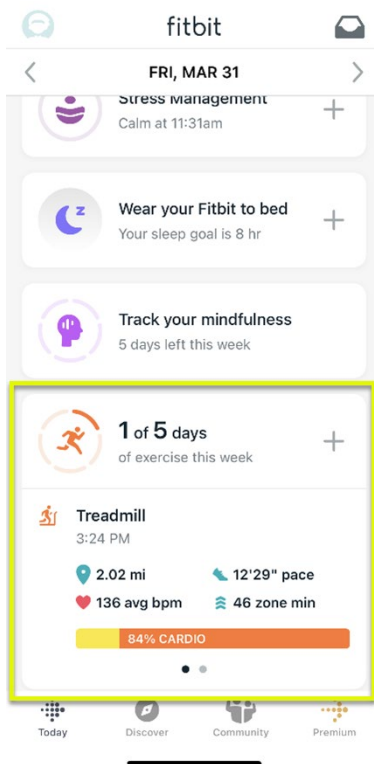 fitbit
FRI, MAR 31
Stress Management
Calm at 11:31am
Wear your Fitbit to bed
Your sleep goal is 8 hr
Track your mindfulness
5 days left this week
1 of 5 days
of exercise this week
Treadmill
3:24 PM
2.02 mi 12'29" pace
136 avg bpm 46 zone min
84% CARDIO
Today Discover Community Premium